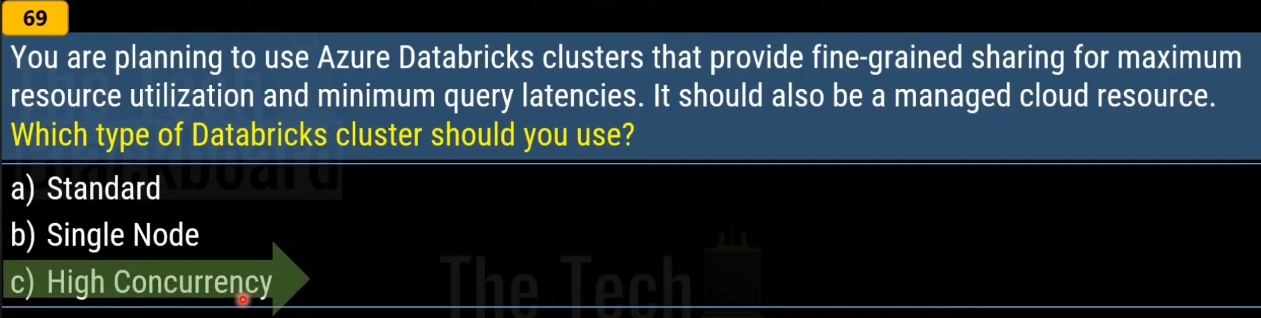 69
You are planning to use Azure Databricks clusters that provide fine-grained sharing for maximum
resource utilization and minimum query latencies. It should also be a managed cloud resource.
Which type of Databricks cluster should you use?
a) Standard
b) Single Node
c) High Concurrency
The Tech